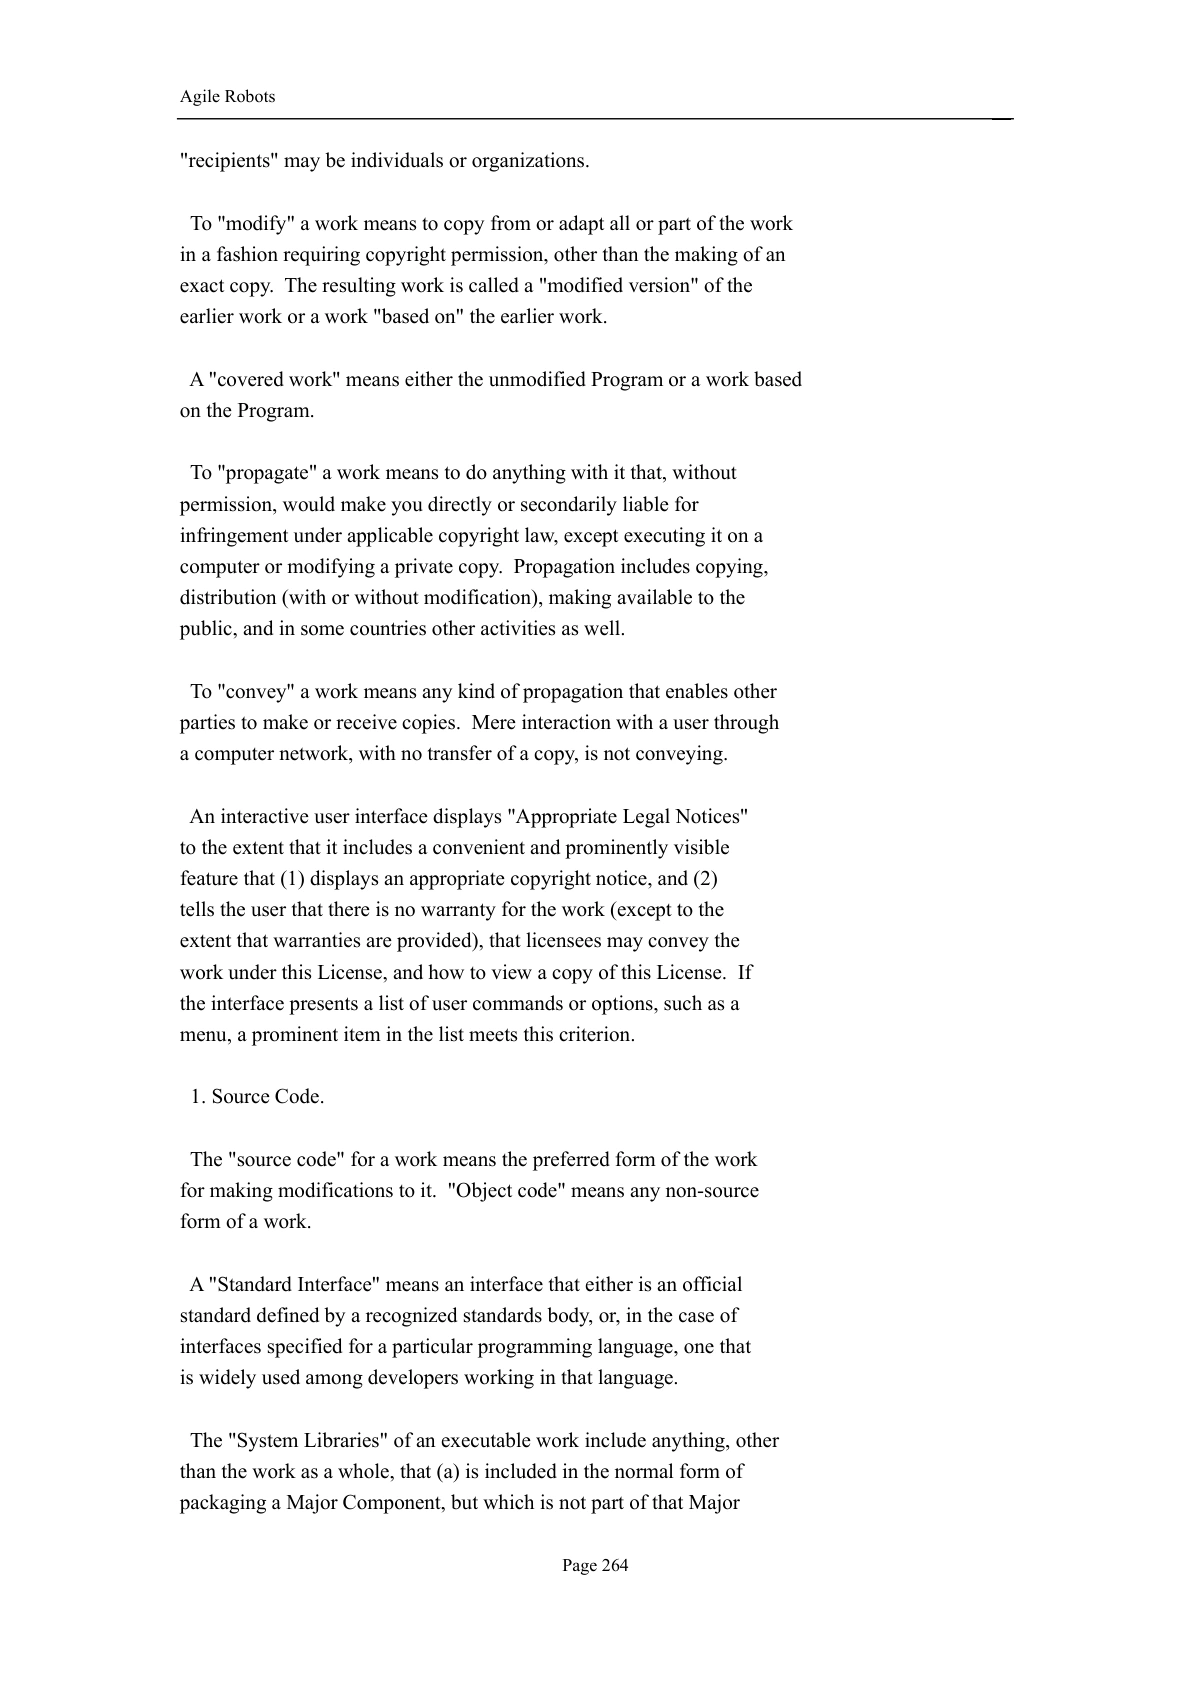 Agile Robots
"recipients" may be individuals or organizations.
To "modify" a work means to copy from or adapt all or part of the work
in a fashion requiring copyright permission, other than the making of an
exact copy.  The resulting work is called a "modified version" of the
earlier work or a work "based on" the earlier work.
A "covered work" means either the unmodified Program or a work based
on the Program.
To "propagate" a work means to do anything with it that, without
permission, would make you directly or secondarily liable for
infringement under applicable copyright law, except executing it on a
computer or modifying a private copy.  Propagation includes copying,
distribution (with or without modification), making available to the
public, and in some countries other activities as well.
To "convey" a work means any kind of propagation that enables other
parties to make or receive copies.  Mere interaction with a user through
a computer network, with no transfer of a copy, is not conveying.
An interactive user interface displays "Appropriate Legal Notices"
to the extent that it includes a convenient and prominently visible
feature that (1) displays an appropriate copyright notice, and (2)
tells the user that there is no warranty for the work (except to the
extent that warranties are provided), that licensees may convey the
work under this License, and how to view a copy of this License.  If
the interface presents a list of user commands or options, such as a
menu, a prominent item in the list meets this criterion.
1. Source Code.
The "source code" for a work means the preferred form of the work
for making modifications to it.  "Object code" means any non-source
form of a work.
A "Standard Interface" means an interface that either is an official
standard defined by a recognized standards body, or, in the case of
interfaces specified for a particular programming language, one that
is widely used among developers working in that language.
The "System Libraries" of an executable work include anything, other
than the work as a whole, that (a) is included in the normal form of
packaging a Major Component, but which is not part of that Major
Page 264